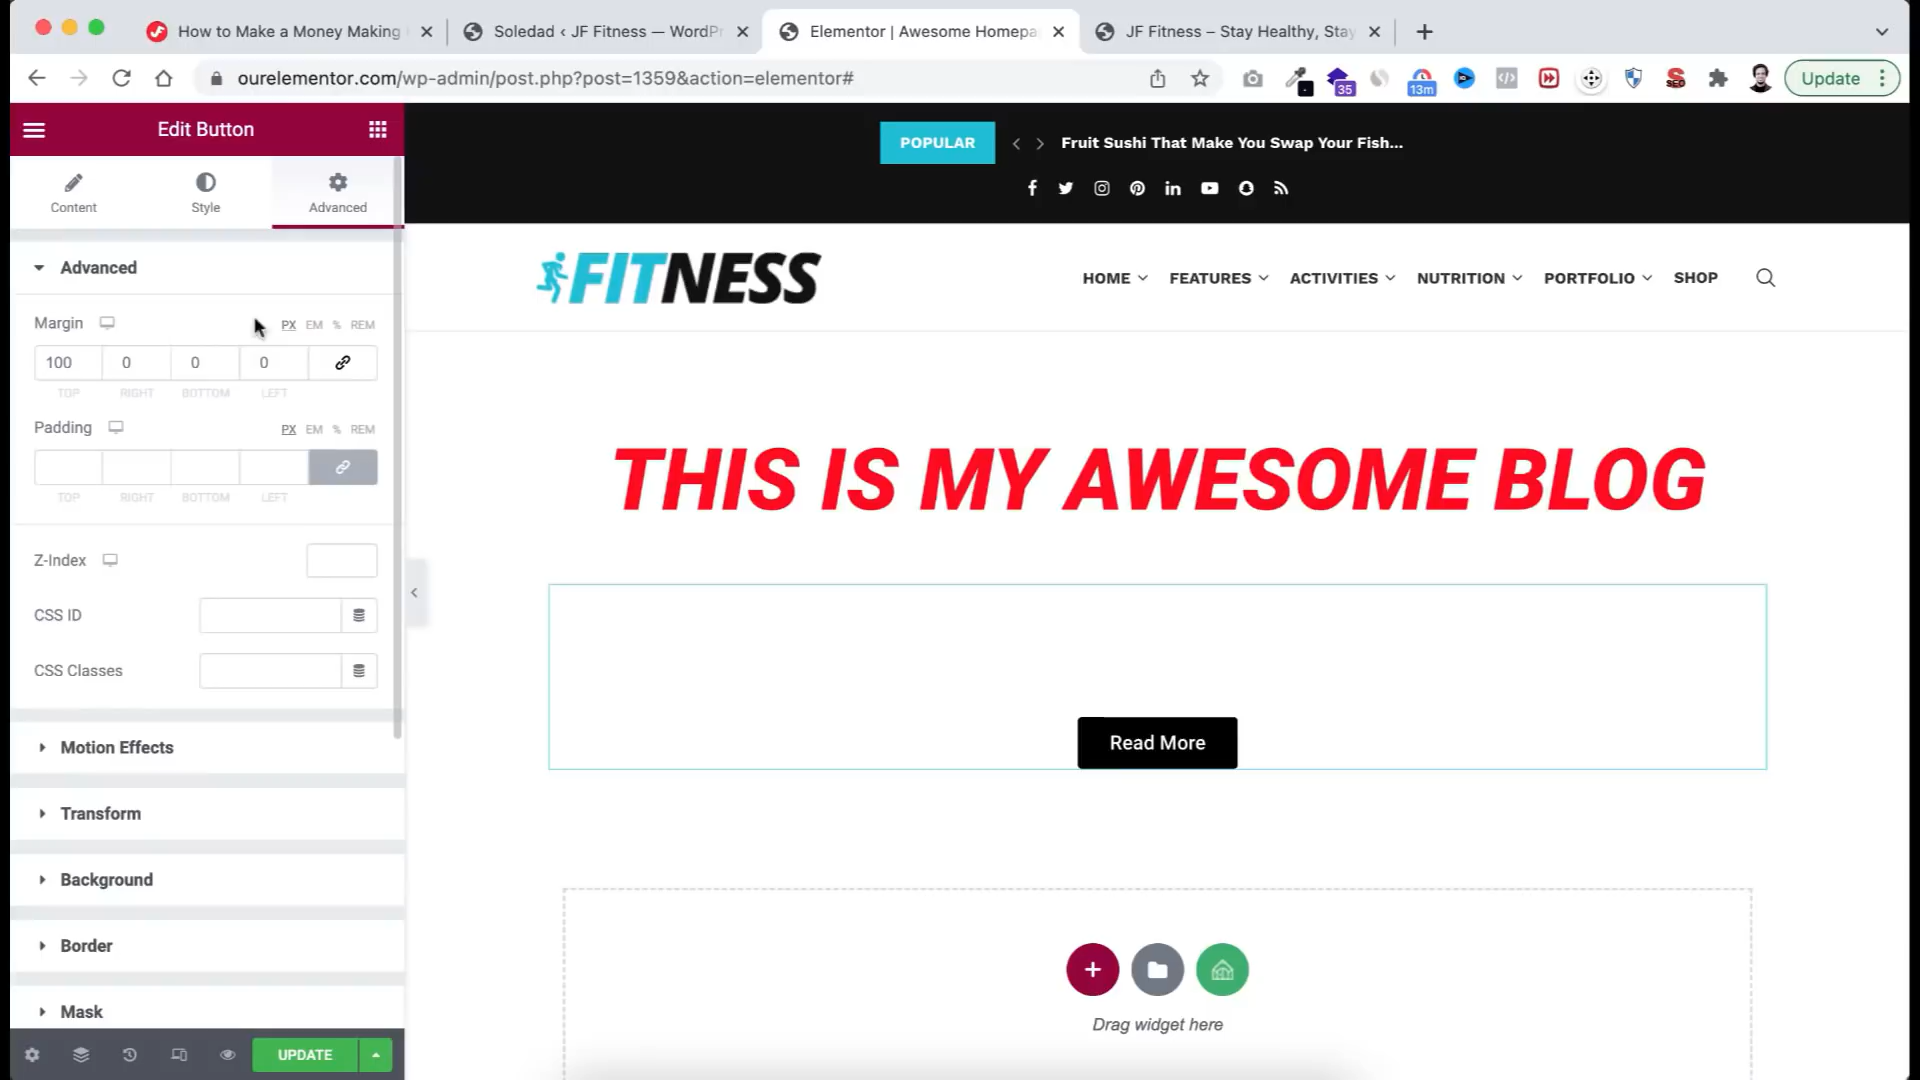 How to Make a Money Making
Soledad ‹ JF Fitness — WordPr
Elementor | Awesome Homepa
JF Fitness – Stay Healthy, Stay
ourelementor.com/wp-admin/post.php?post=1359&action=elementor#
35
13m
SEO
Update
Edit Button
Content
Style
Advanced
Advanced
Margin
PX EM % REM
100 0 0 0
TOP RIGHT BOTTOM LEFT
Padding
PX EM % REM
TOP RIGHT BOTTOM LEFT
Z-Index
CSS ID
CSS Classes
Motion Effects
Transform
Background
Border
Mask
UPDATE
POPULAR
Fruit Sushi That Make You Swap Your Fish...
FITNESS
HOME FEATURES ACTIVITIES NUTRITION PORTFOLIO SHOP
THIS IS MY AWESOME BLOG
Read More
Drag widget here